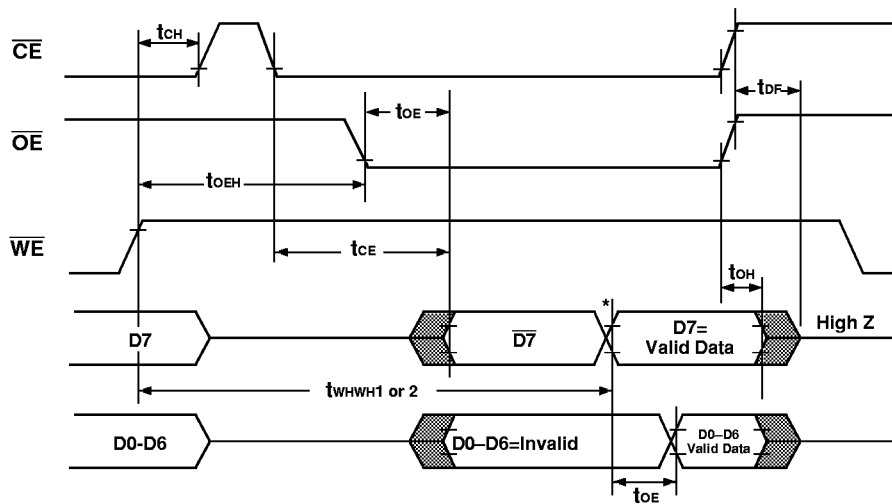 tCH
CE
tDF
tOE
OE
tOEH
WE
tCE
tOH
*
D7
D7
D7=
Valid Data
High Z
tWHWH1 or 2
D0-D6
D0–D6=Invalid
D0–D6
Valid Data
tOE